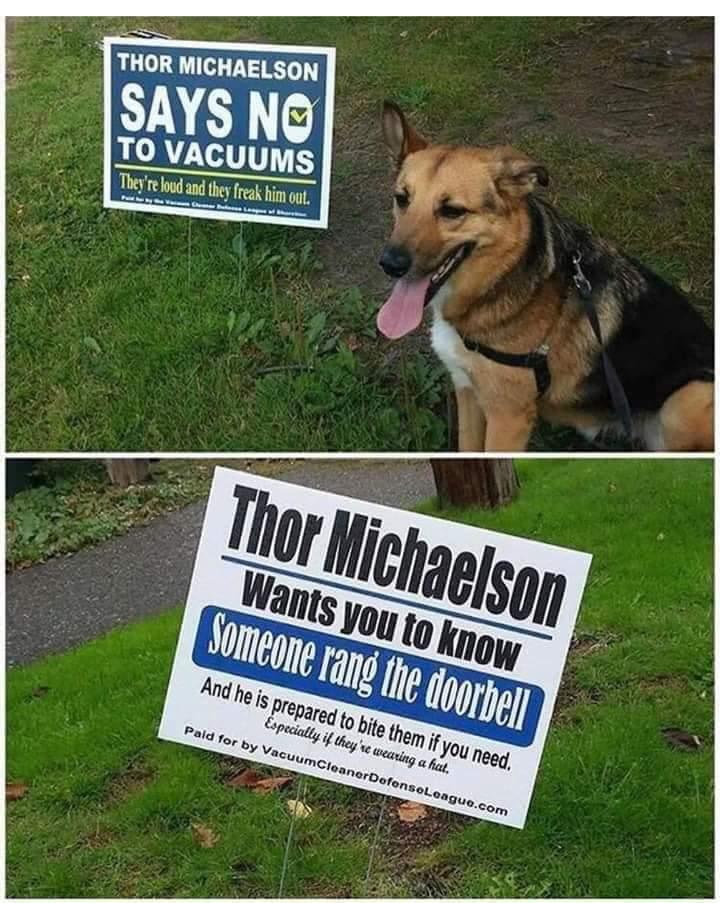 THOR MICHAELSON
SAYS NO
TO VACUUMS
They're loud and they freak him out.
Paid for by the Vacuum Cleaner Defense League of Shoreline
Thor Michaelson
Wants you to know
Someone rang the doorbell
And he is prepared to bite them if you need.
Especially if they're wearing a hat.
Paid for by VacuumCleanerDefenseLeague.com